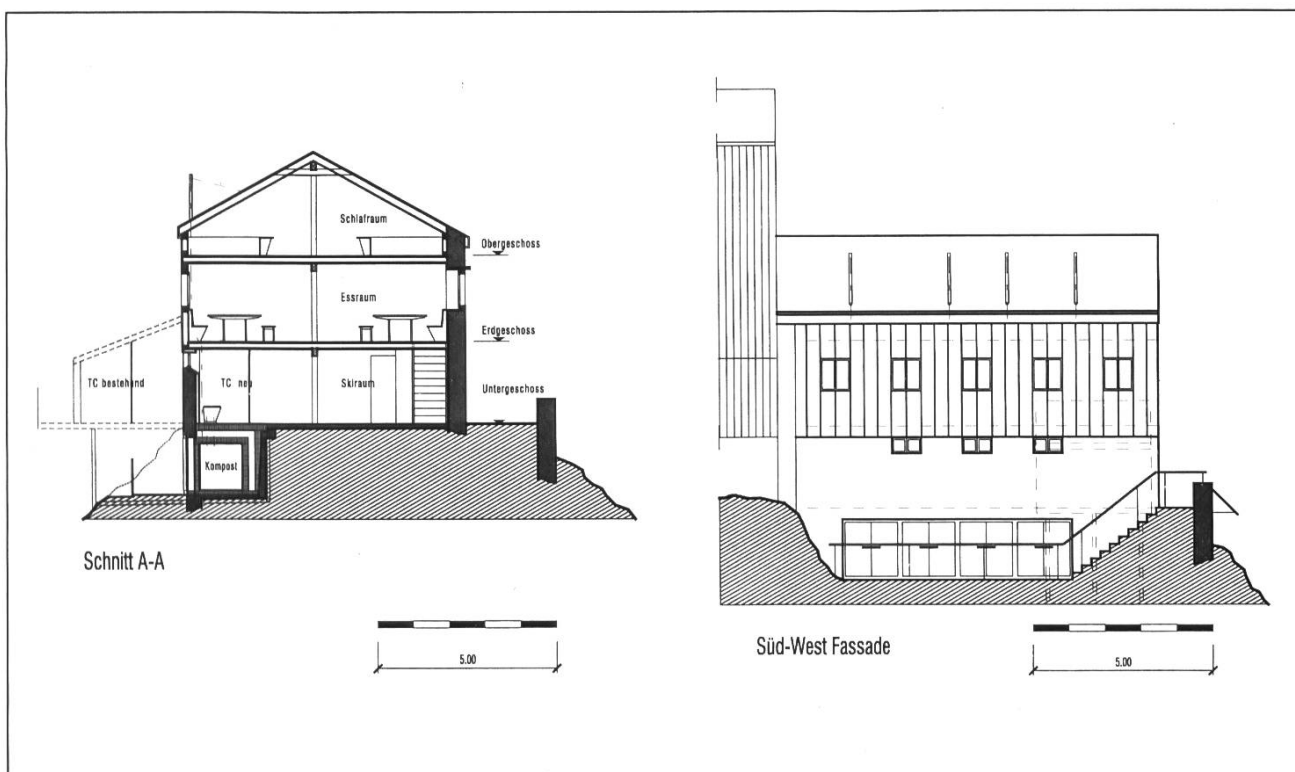 Schlafraum
Obergeschoss
Essraum
Erdgeschoss
TC bestehend
TC neu
Skiraum
Untergeschoss
Kompost
Schnitt A-A
5.00
Süd-West Fassade
5.00